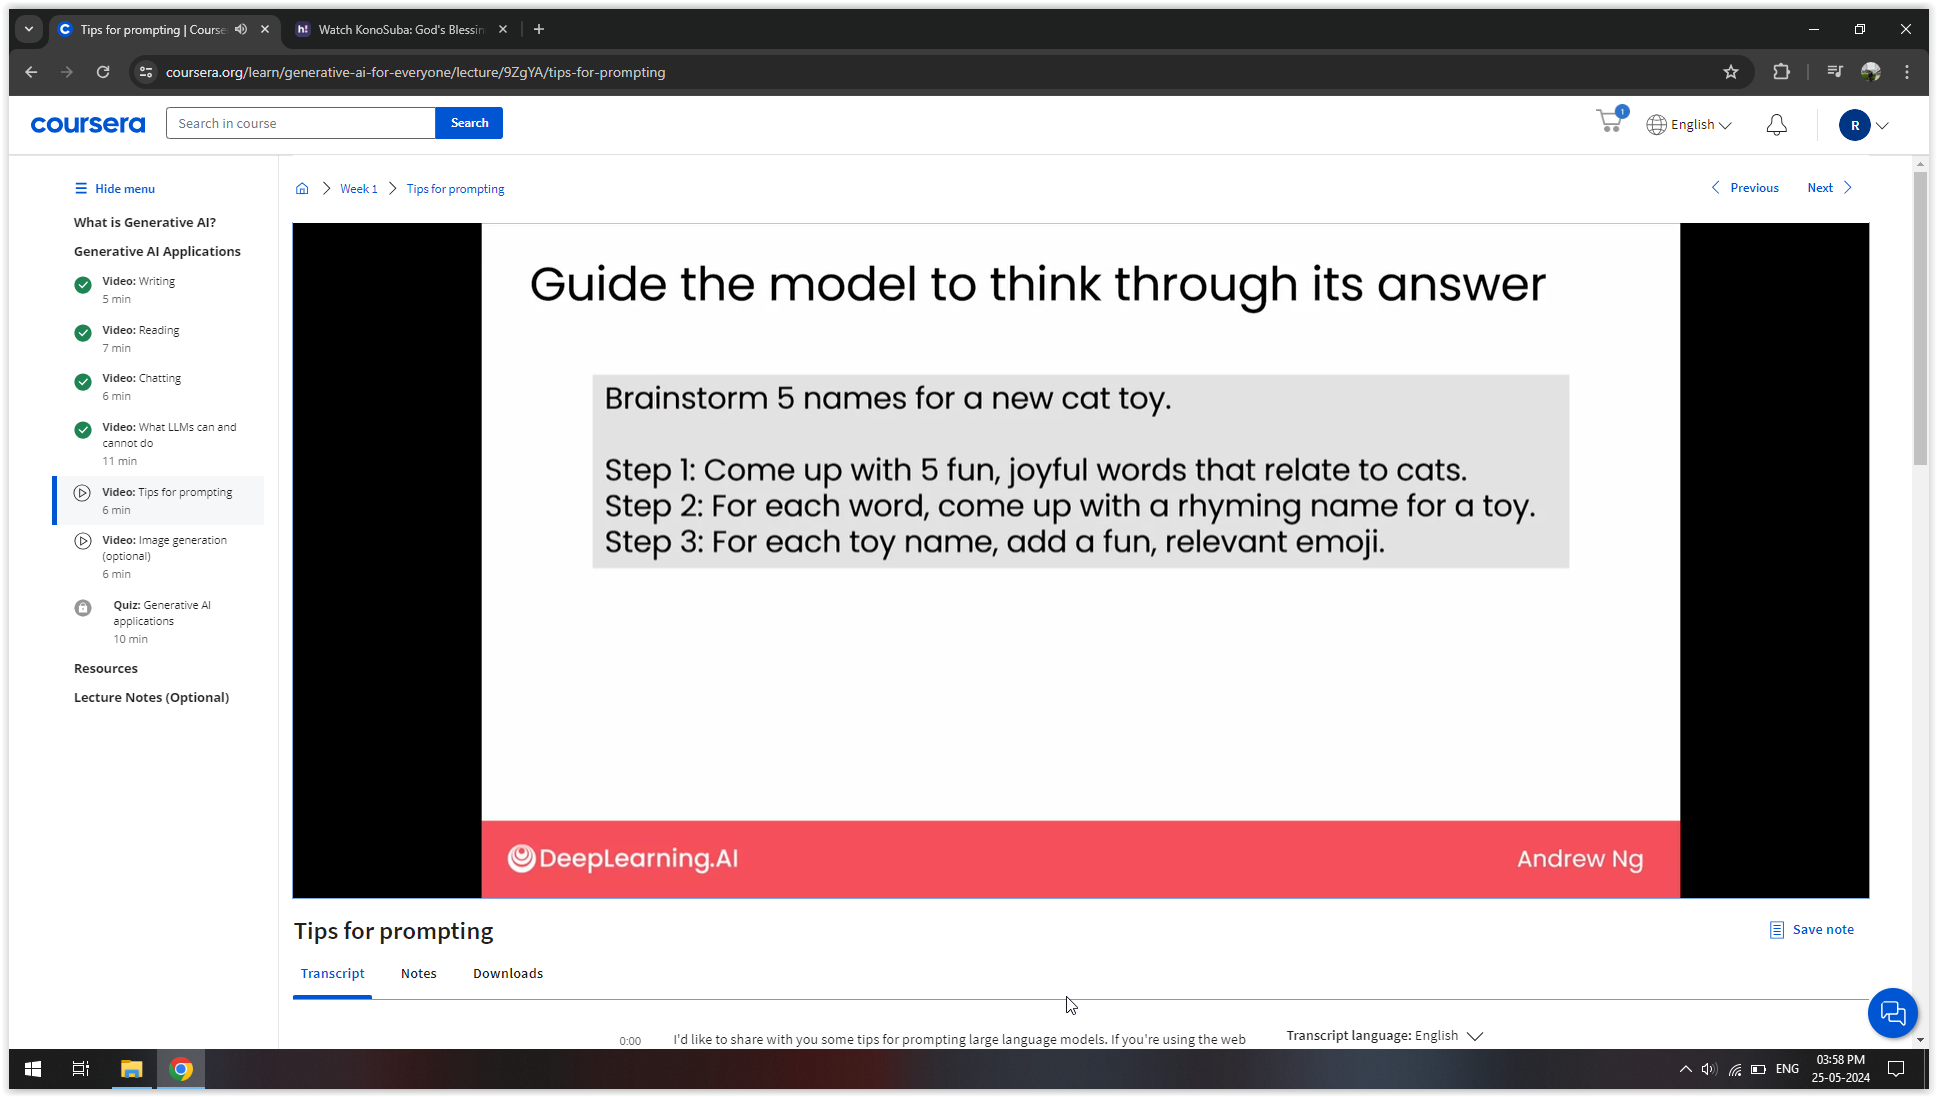 Tips for prompting | Course
Watch KonoSuba: God's Blessin
coursera.org/learn/generative-ai-for-everyone/lecture/9ZgYA/tips-for-prompting
coursera
Search in course
Search
1
English
R
Hide menu
What is Generative AI?
Generative AI Applications
Video: Writing
5 min
Video: Reading
7 min
Video: Chatting
6 min
Video: What LLMs can and
cannot do
11 min
Video: Tips for prompting
6 min
Video: Image generation
(optional)
6 min
Quiz: Generative AI
applications
10 min
Resources
Lecture Notes (Optional)
Week 1
Tips for prompting
Previous
Next
Guide the model to think through its answer
Brainstorm 5 names for a new cat toy.
Step 1: Come up with 5 fun, joyful words that relate to cats.
Step 2: For each word, come up with a rhyming name for a toy.
Step 3: For each toy name, add a fun, relevant emoji.
DeepLearning.AI
Andrew Ng
Tips for prompting
Save note
Transcript
Notes
Downloads
0:00
I'd like to share with you some tips for prompting large language models. If you're using the web
Transcript language: English
ENG
03:58 PM
25-05-2024